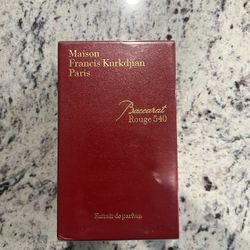 Maison
Francis Kurkdjian
Paris
Baccarat
Rouge 540
Extrait de parfum